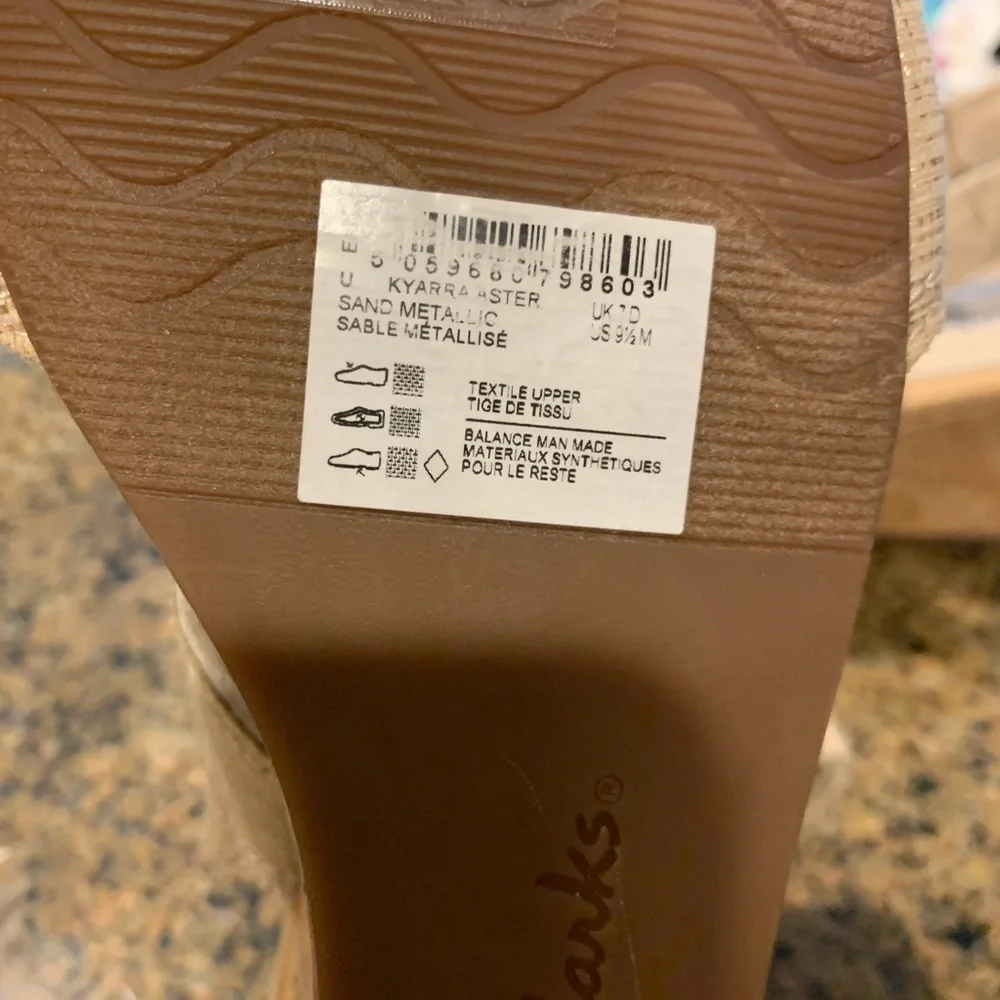 E
U
5 059680 798603
KYARRA ASTER
SAND METALLIC UK 7 D
SABLE MÉTALLISÉ US 9½ M
TEXTILE UPPER
TIGE DE TISSU
BALANCE MAN MADE
MATERIAUX SYNTHETIQUES
POUR LE RESTE
arks®